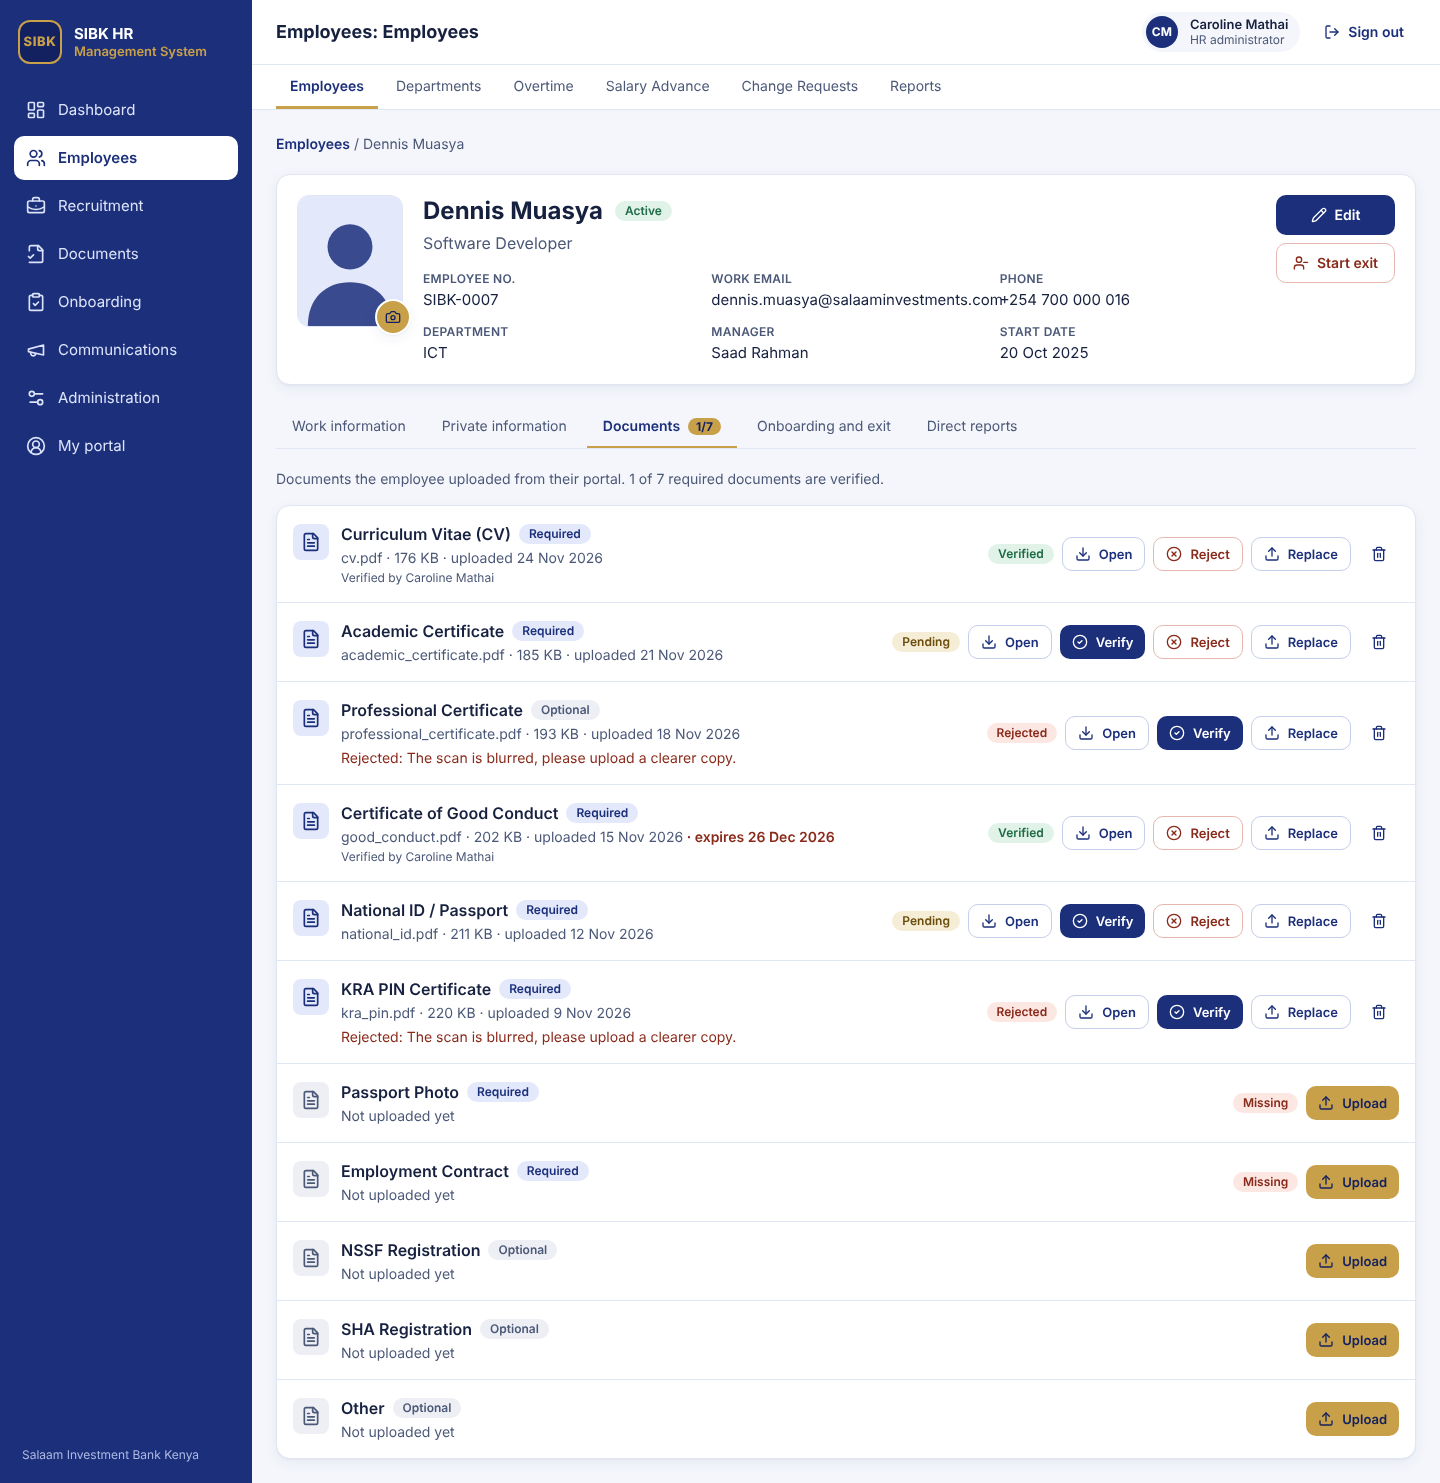 SIBK
SIBK HR
Management System
Dashboard
Employees
Recruitment
Documents
Onboarding
Communications
Administration
My portal
Salaam Investment Bank Kenya
Employees: Employees
CM
Caroline Mathai
HR administrator
Sign out
Employees Departments Overtime Salary Advance Change Requests Reports
Employees / Dennis Muasya
Dennis Muasya Active
Software Developer
Edit
Start exit
EMPLOYEE NO. WORK EMAIL PHONE
SIBK-0007 dennis.muasya@salaaminvestments.com +254 700 000 016
DEPARTMENT MANAGER START DATE
ICT Saad Rahman 20 Oct 2025
Work information Private information Documents 1/7 Onboarding and exit Direct reports
Documents the employee uploaded from their portal. 1 of 7 required documents are verified.
Curriculum Vitae (CV) Required
cv.pdf · 176 KB · uploaded 24 Nov 2026
Verified by Caroline Mathai
Verified Open Reject Replace
Academic Certificate Required
academic_certificate.pdf · 185 KB · uploaded 21 Nov 2026
Pending Open Verify Reject Replace
Professional Certificate Optional
professional_certificate.pdf · 193 KB · uploaded 18 Nov 2026
Rejected: The scan is blurred, please upload a clearer copy.
Rejected Open Verify Replace
Certificate of Good Conduct Required
good_conduct.pdf · 202 KB · uploaded 15 Nov 2026 · expires 26 Dec 2026
Verified by Caroline Mathai
Verified Open Reject Replace
National ID / Passport Required
national_id.pdf · 211 KB · uploaded 12 Nov 2026
Pending Open Verify Reject Replace
KRA PIN Certificate Required
kra_pin.pdf · 220 KB · uploaded 9 Nov 2026
Rejected: The scan is blurred, please upload a clearer copy.
Rejected Open Verify Replace
Passport Photo Required
Not uploaded yet
Missing Upload
Employment Contract Required
Not uploaded yet
Missing Upload
NSSF Registration Optional
Not uploaded yet
Upload
SHA Registration Optional
Not uploaded yet
Upload
Other Optional
Not uploaded yet
Upload